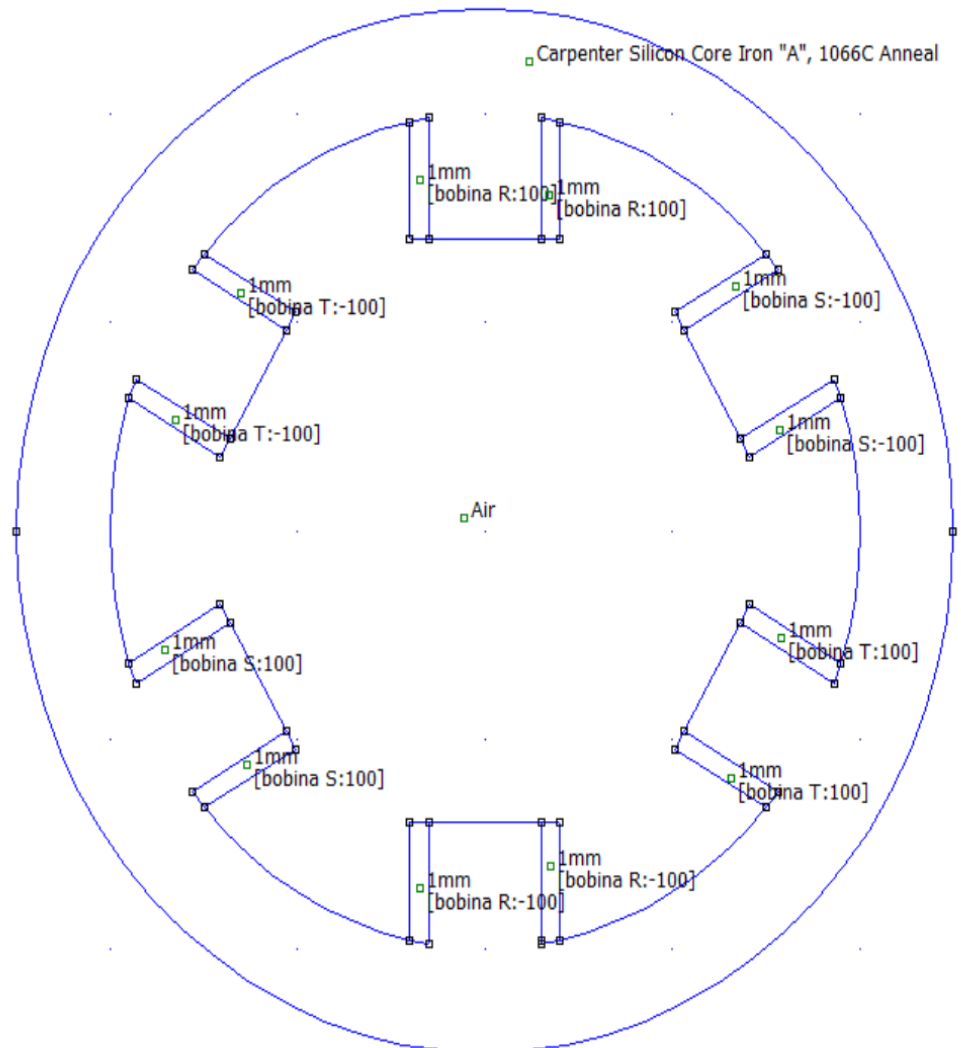 Carpenter Silicon Core Iron "A", 1066C Anneal
1mm
[bobina R:100]
1mm
[bobina R:100]
1mm
[bobina T:-100]
1mm
[bobina S:-100]
1mm
[bobina T:-100]
1mm
[bobina S:-100]
Air
1mm
[bobina S:100]
1mm
[bobina T:100]
1mm
[bobina S:100]
1mm
[bobina T:100]
1mm
[bobina R:-100]
1mm
[bobina R:-100]